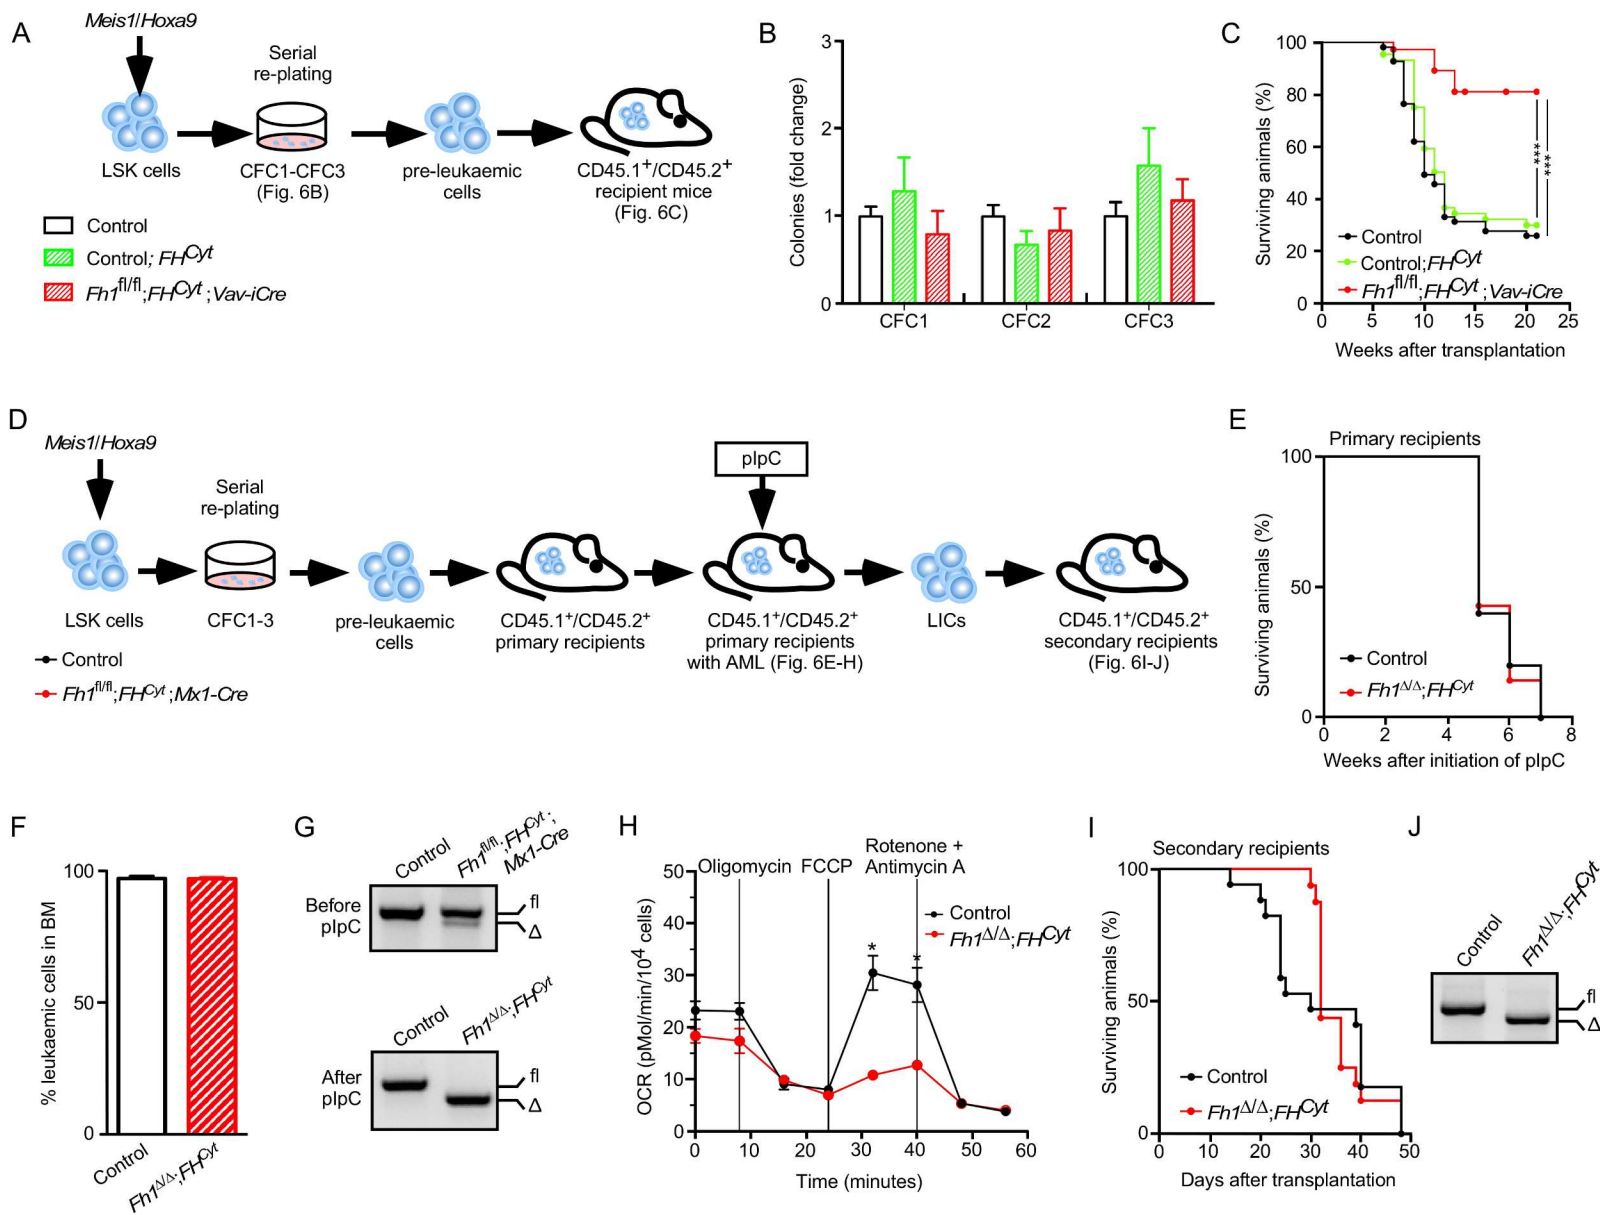 A
Meis1/Hoxa9
Serial
re-plating
LSK cells
CFC1-CFC3
(Fig. 6B)
pre-leukaemic
cells
CD45.1+/CD45.2+
recipient mice
(Fig. 6C)
Control
Control; FHCyt
Fh1fl/fl;FHCyt;Vav-iCre
B
Colonies (fold change)
3
2
1
0
CFC1
CFC2
CFC3
C
Surviving animals (%)
100
80
60
40
20
0
***
***
Control
Control;FHCyt
Fh1fl/fl;FHCyt;Vav-iCre
0 5 10 15 20 25
Weeks after transplantation
D
Meis1/Hoxa9
Serial
re-plating
pIpC
LSK cells
CFC1-3
pre-leukaemic
cells
CD45.1+/CD45.2+
primary recipients
CD45.1+/CD45.2+
primary recipients
with AML (Fig. 6E-H)
LICs
CD45.1+/CD45.2+
secondary recipients
(Fig. 6I-J)
Control
Fh1fl/fl;FHCyt;Mx1-Cre
E
Primary recipients
Surviving animals (%)
100
50
0
Control
Fh1Δ/Δ;FHCyt
0 2 4 6 8
Weeks after initiation of pIpC
F
% leukaemic cells in BM
100
50
0
Control
Fh1Δ/Δ;FHCyt
G
Control
Fh1fl/fl;FHCyt;
Mx1-Cre
Before
pIpC
fl
Δ
Control
Fh1Δ/Δ;FHCyt
After
pIpC
fl
Δ
H
Rotenone +
Oligomycin FCCP Antimycin A
OCR (pMol/min/104 cells)
50
40
30
20
10
0
Control
Fh1Δ/Δ;FHCyt
*
*
0 10 20 30 40 50 60
Time (minutes)
I
Secondary recipients
Surviving animals (%)
100
50
0
Control
Fh1Δ/Δ;FHCyt
0 10 20 30 40 50
Days after transplantation
J
Control
Fh1Δ/Δ;FHCyt
fl
Δ